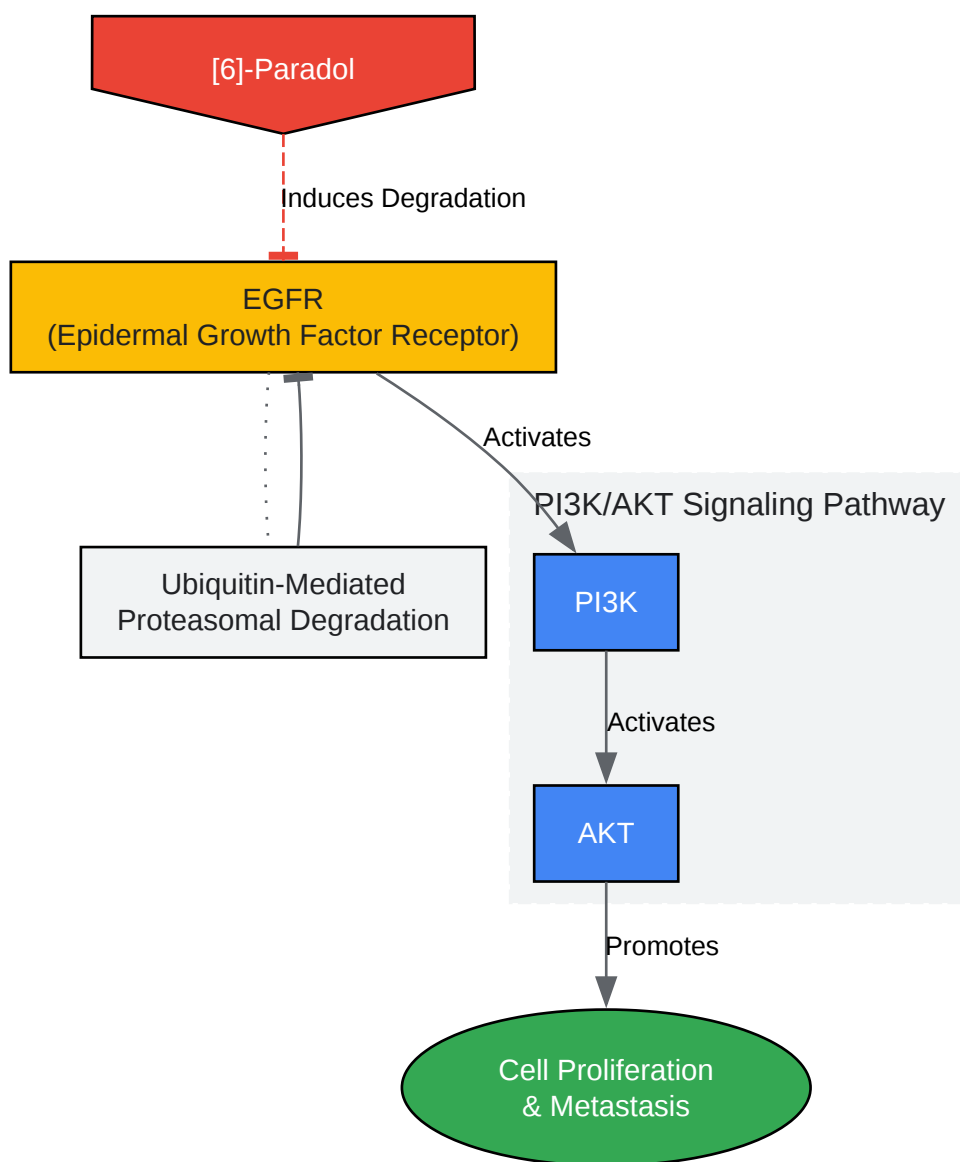 [6]-Paradol
Induces Degradation
EGFR
(Epidermal Growth Factor Receptor)
Activates
PI3K/AKT Signaling Pathway
Ubiquitin-Mediated
Proteasomal Degradation
PI3K
Activates
AKT
Promotes
Cell Proliferation
& Metastasis